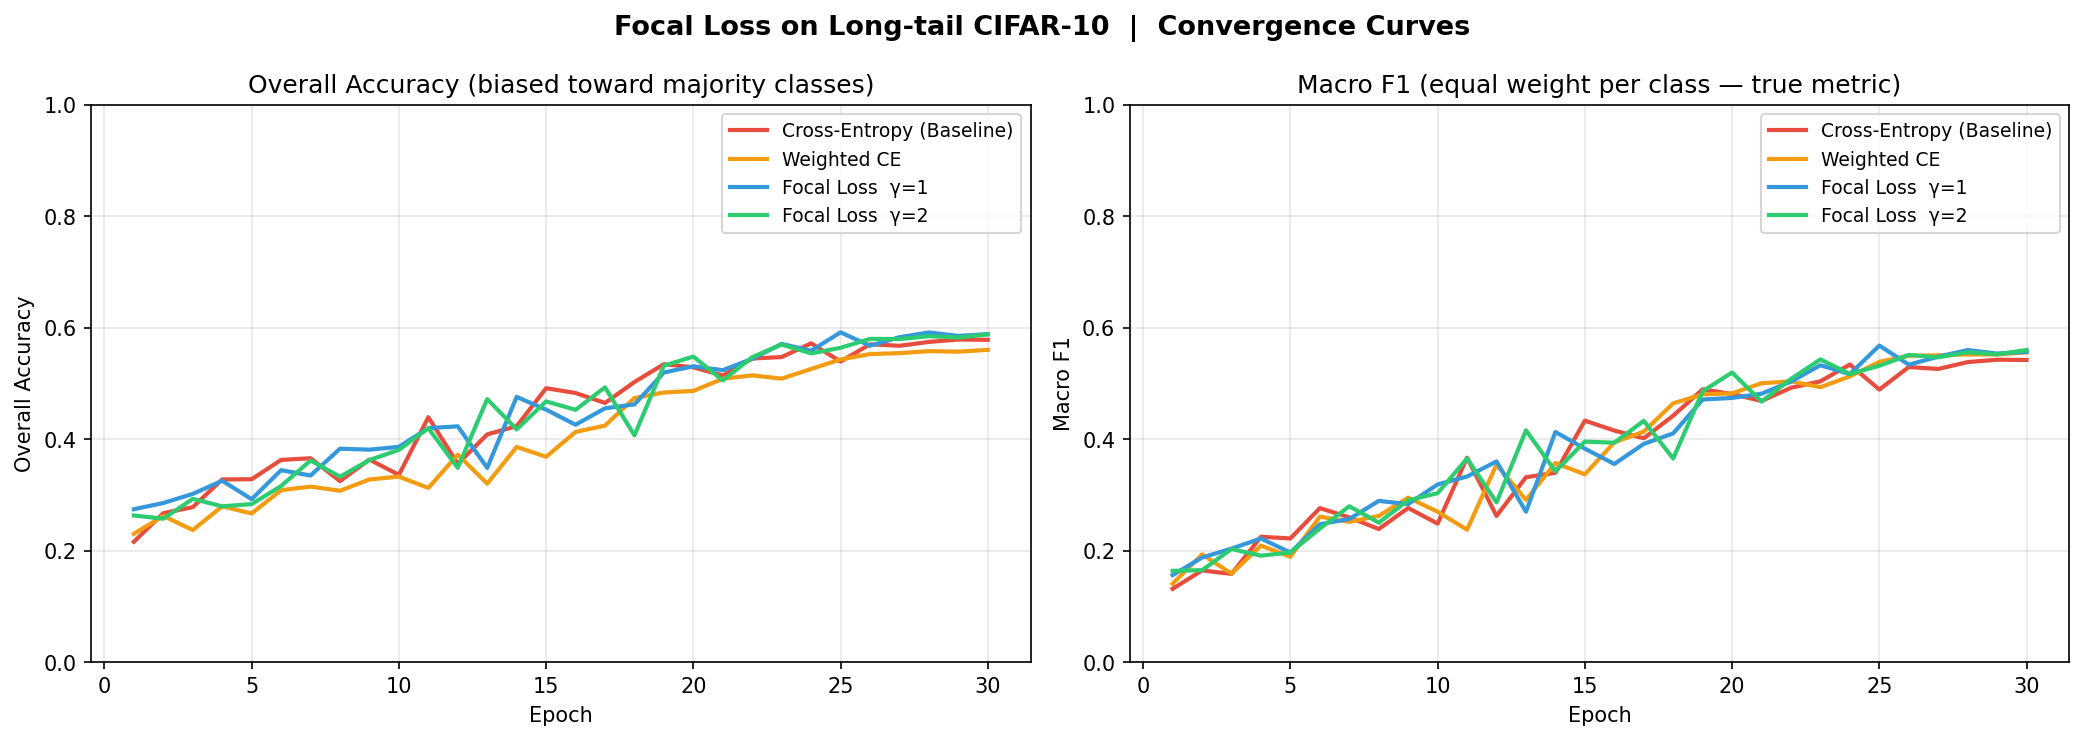 Focal Loss on Long-tail CIFAR-10 | Convergence Curves
Overall Accuracy (biased toward majority classes)
1.0
0.8
0.6
0.4
0.2
0.0
Overall Accuracy
Cross-Entropy (Baseline)
Weighted CE
Focal Loss γ=1
Focal Loss γ=2
0 5 10 15 20 25 30
Epoch
Macro F1 (equal weight per class — true metric)
1.0
0.8
0.6
0.4
0.2
0.0
Macro F1
Cross-Entropy (Baseline)
Weighted CE
Focal Loss γ=1
Focal Loss γ=2
0 5 10 15 20 25 30
Epoch